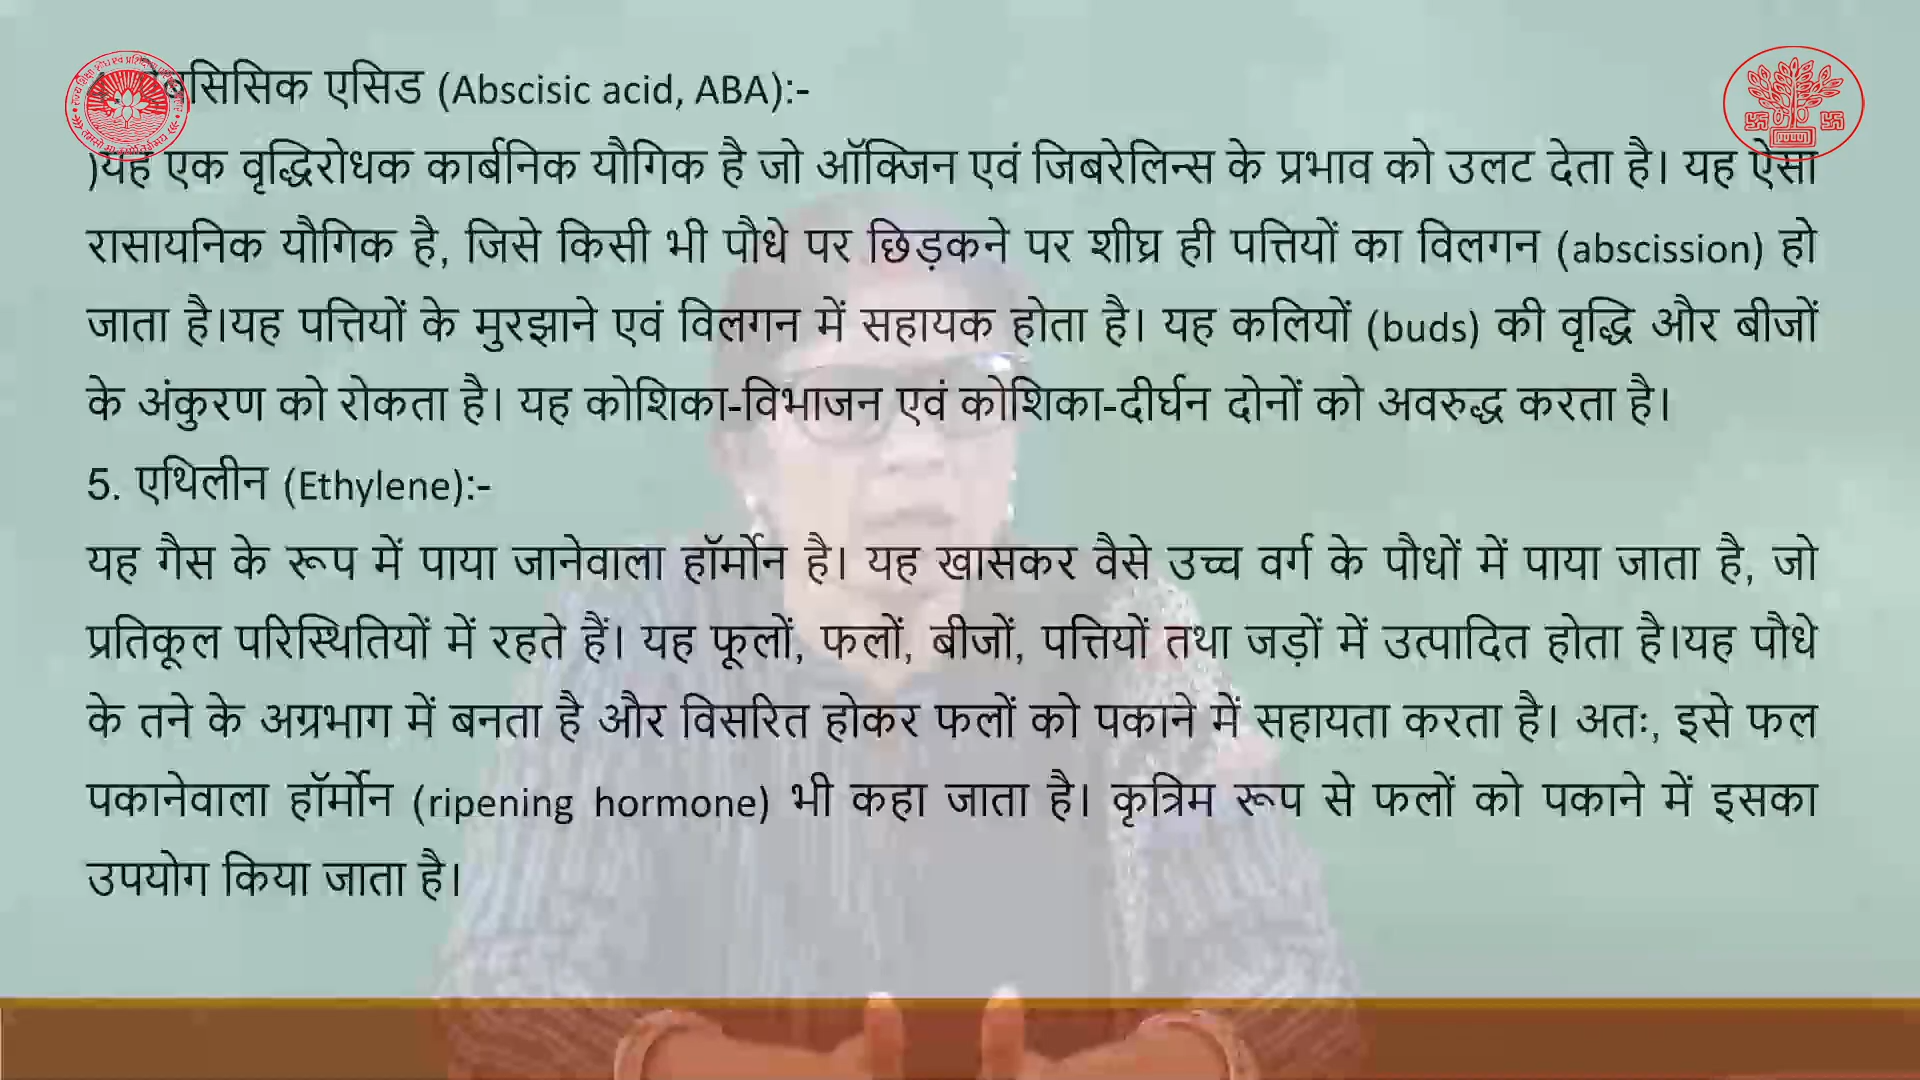 एसिड (Abscisic acid, ABA):-
)यह एक वृद्धिरोधक कार्बनिक यौगिक है जो ऑक्जिन एवं जिबरेलिन्स के प्रभाव को उलट देता है। यह ऐसा
रासायनिक यौगिक है, जिसे किसी भी पौधे पर छिड़कने पर शीघ्र ही पत्तियों का विलगन (abscission) हो
जाता है।यह पत्तियों के मुरझाने एवं विलगन में सहायक होता है। यह कलियों (buds) की वृद्धि और बीजों
के अंकुरण को रोकता है। यह कोशिका-विभाजन एवं कोशिका-दीर्घन दोनों को अवरुद्ध करता है।
5. एथिलीन (Ethylene):-
यह गैस के रूप में पाया जानेवाला हॉर्मोन है। यह खासकर वैसे उच्च वर्ग के पौधों में पाया जाता है, जो
प्रतिकूल परिस्थितियों में रहते हैं। यह फूलों, फलों, बीजों, पत्तियों तथा जड़ों में उत्पादित होता है।यह पौधे
के तने के अग्रभाग में बनता है और विसरित होकर फलों को पकाने में सहायता करता है। अतः, इसे फल
पकानेवाला हॉर्मोन (ripening hormone) भी कहा जाता है। कृत्रिम रूप से फलों को पकाने में इसका
उपयोग किया जाता है।